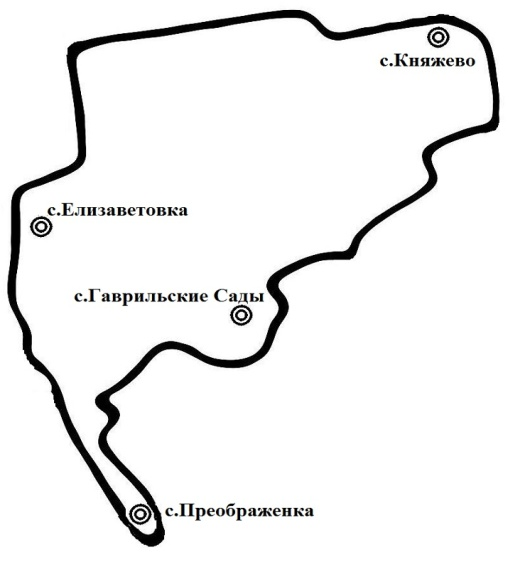 с.Княжево
с.Елизаветовка
с.Гаврильские Сады
с.Преображенка